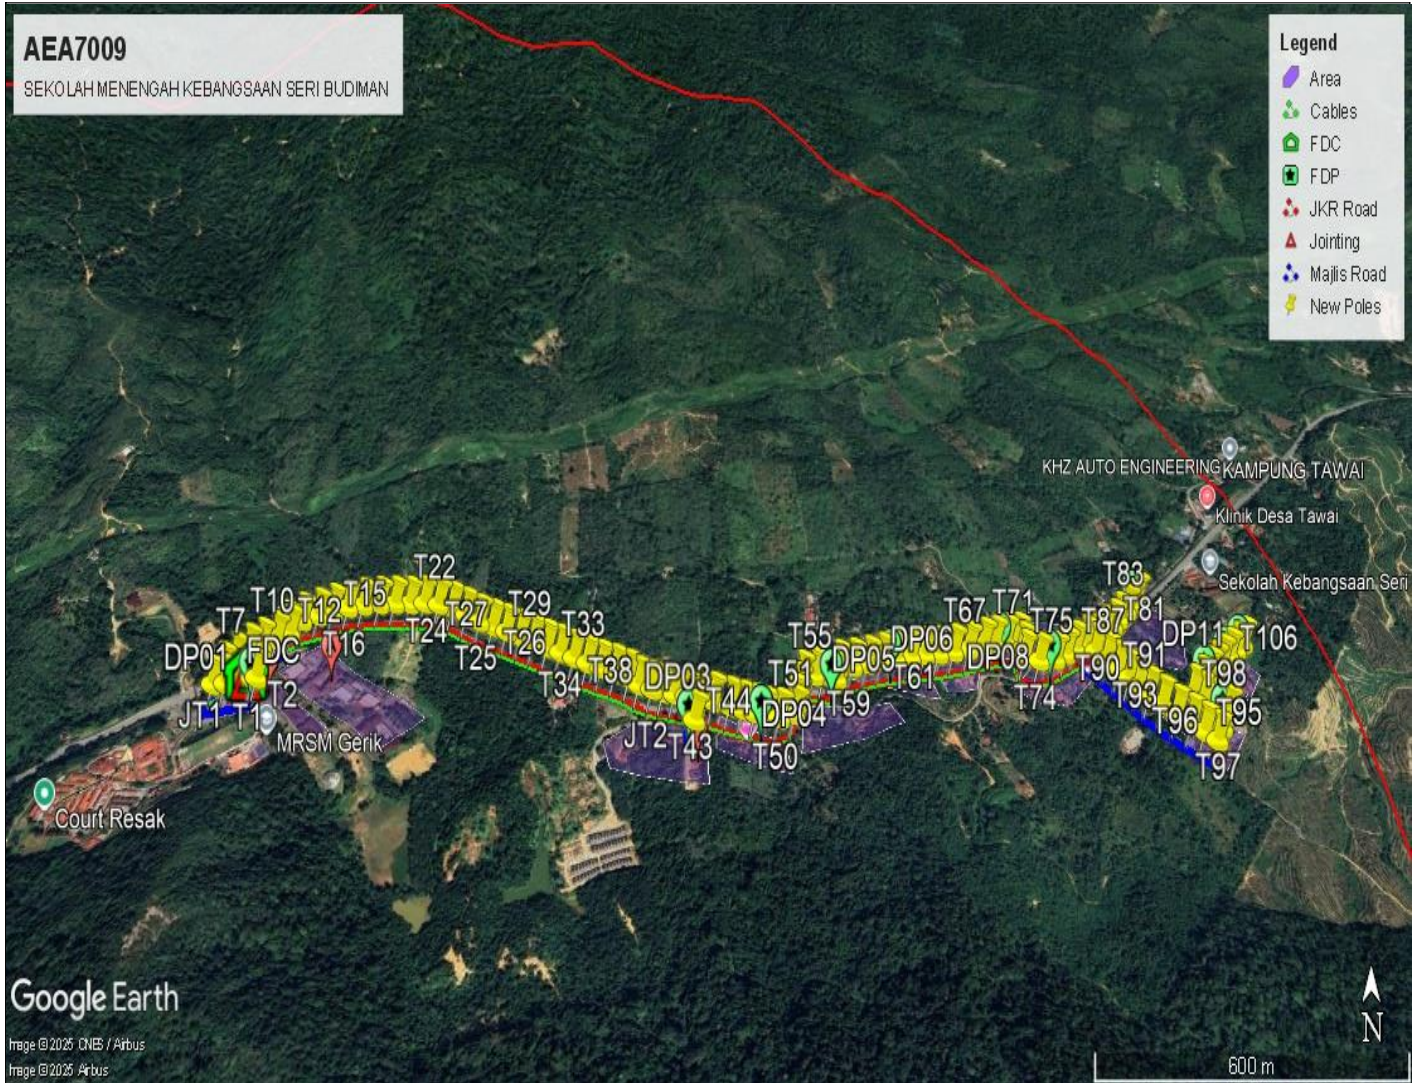 AEA7009
SEKOLAH MENENGAH KEBANGSAAN SERI BUDIMAN
Legend
Area
Cables
FDC
FDP
JKR Road
Jointing
Majlis Road
New Poles
KHZ AUTO ENGINEERING
KAMPUNG TAWAI
Klinik Desa Tawai
Sekolah Kebangsaan Seri
T83
T81
T22
T15
T10
T12
T7
T27
T29
T24
T26
T33
T25
T16
DP01
FDC
T2
JT1
T1
MRSM Gerik
T34
T38
DP03
JT2
T43
T44
DP04
T50
T51
T55
DP05
T59
DP06
T61
T67
T71
DP08
T75
T74
T87
T90
T91
T93
T96
DP11
T106
T98
T95
T97
Court Resak
Google Earth
Image © 2025 CNES / Airbus
Image © 2025 Airbus
N
600 m